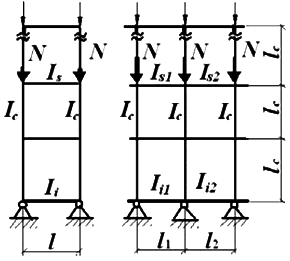 N N N N N
I_s I_s1 I_s2 l_c
I_c I_c I_c I_c I_c l_c
I_i I_i1 I_i2 l_c
l l_1 l_2